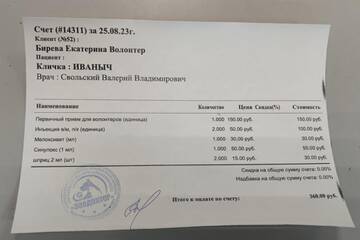 Счет (#14311) за 25.08.23г.
Клиент (№52) :
Бирева Екатерина Волонтер
Пациент :
Кличка : ИВАНЫЧ
Врач : Свольский Валерий Владимирович
Наименование Количество Цена Скидка(%) Стоимость
Первичный прием для волонтеров (единица) 1.000 150.00 руб. 150.00 руб.
Инъекция в/м, п/к (единица) 2.000 50.00 руб. 100.00 руб.
Мелоксивет (мл) 1.000 30.00 руб. 30.00 руб.
Синулокс (1 мл) 1.000 50.00 руб. 50.00 руб.
шприц 2 мл (шт) 2.000 15.00 руб. 30.00 руб.
Скидка на общую сумму счета: 0.00%
Надбавка на общую сумму счета: 0.00%
Итого к оплате по счету: 360.00 руб.